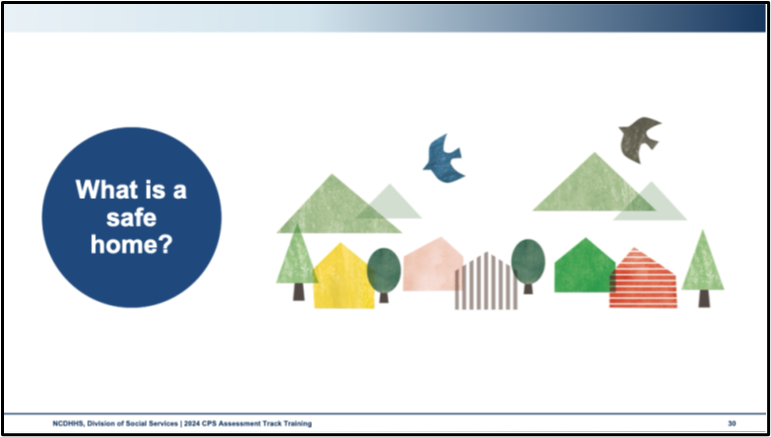 What is a
safe
home?
NCDHHS, Division of Social Services | 2024 CPS Assessment Track Training
30